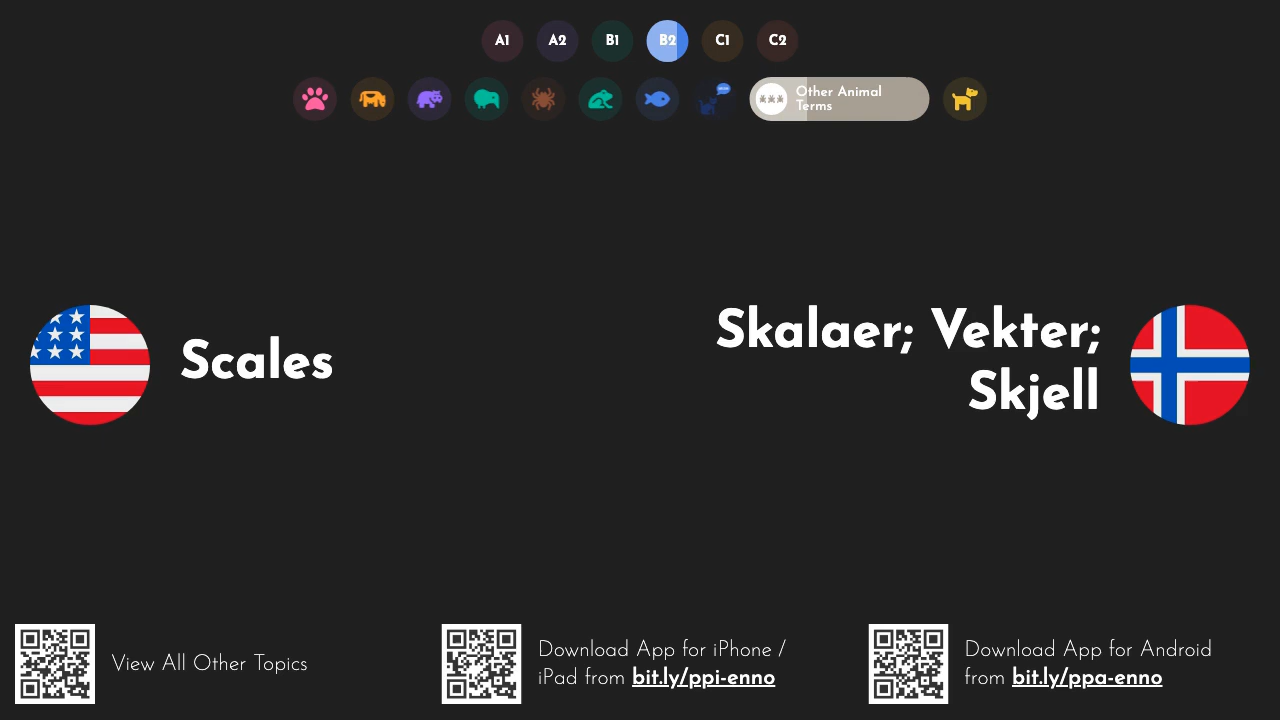 A1 A2 B1 B2 C1 C2
Other Animal
Terms
Scales
Skalaer; Vekter;
Skjell
View All Other Topics
Download App for iPhone /
iPad from bit.ly/ppi-enno
Download App for Android
from bit.ly/ppa-enno